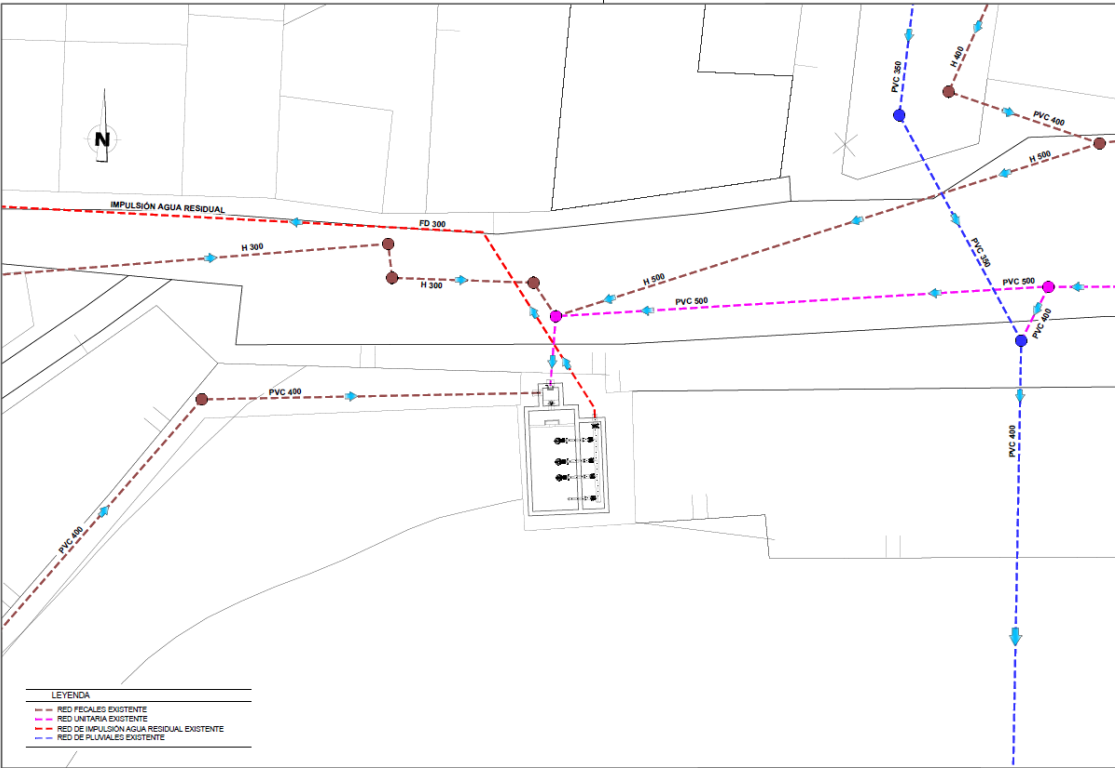 PVC 350
H 400
PVC 400
N
H 500
IMPULSIÓN AGUA RESIDUAL
FD 300
H 300
PVC 350
H 300
H 500
PVC 500
PVC 500
PVC 400
PVC 400
PVC 400
PVC 400
LEYENDA
RED FECALES EXISTENTE
RED UNITARIA EXISTENTE
RED DE IMPULSIÓN AGUA RESIDUAL EXISTENTE
RED DE PLUVIALES EXISTENTE